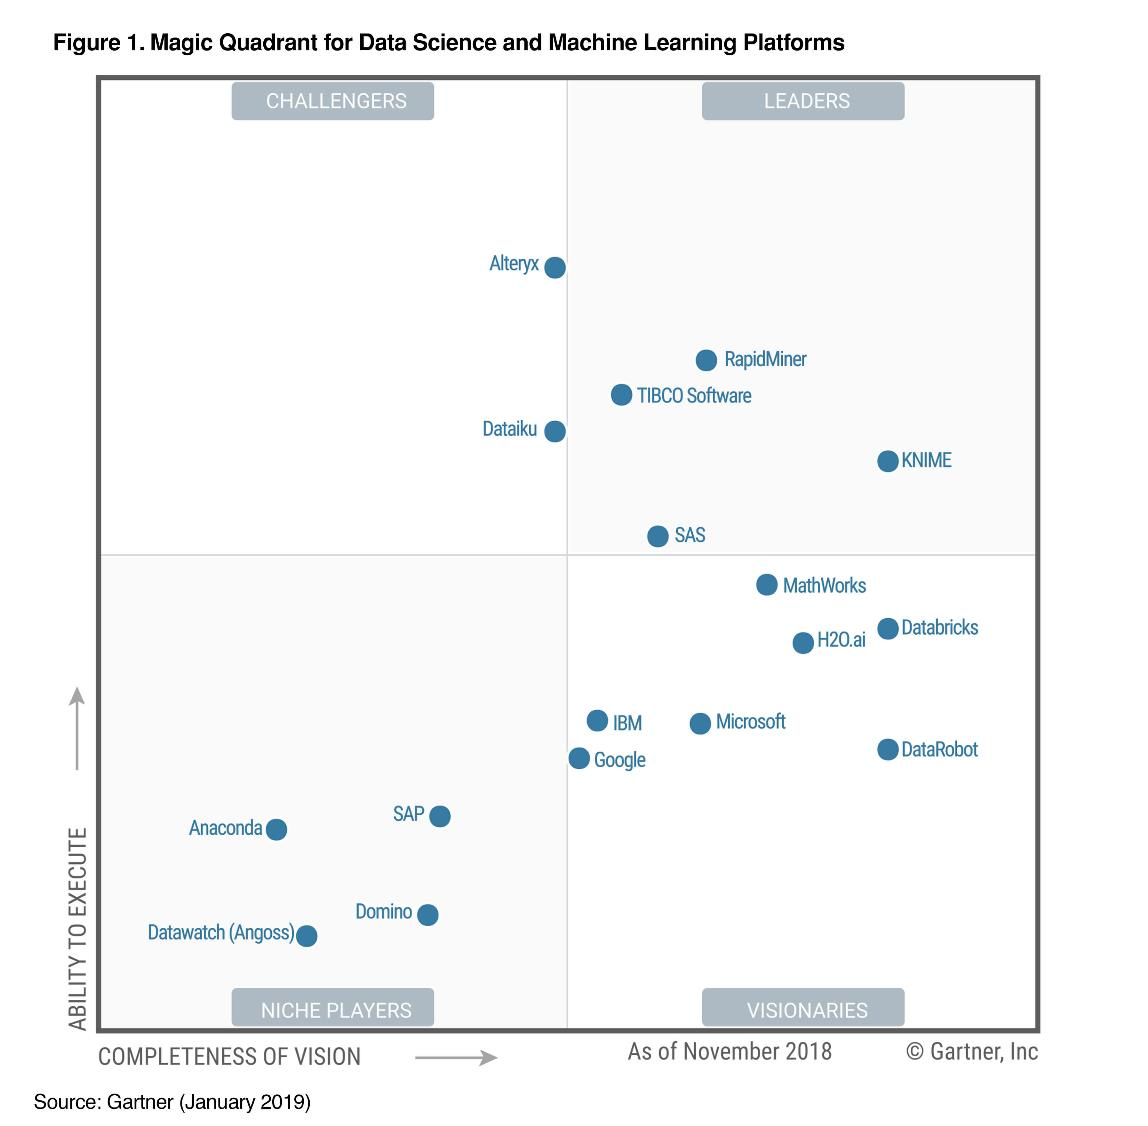 Figure 1. Magic Quadrant for Data Science and Machine Learning Platforms
CHALLENGERS
LEADERS
Alteryx
RapidMiner
TIBCO Software
Dataiku
KNIME
SAS
MathWorks
Databricks
H2O.ai
IBM
Microsoft
Google
DataRobot
SAP
Anaconda
Domino
Datawatch (Angoss)
NICHE PLAYERS
VISIONARIES
ABILITY TO EXECUTE
COMPLETENESS OF VISION
As of November 2018
© Gartner, Inc
Source: Gartner (January 2019)